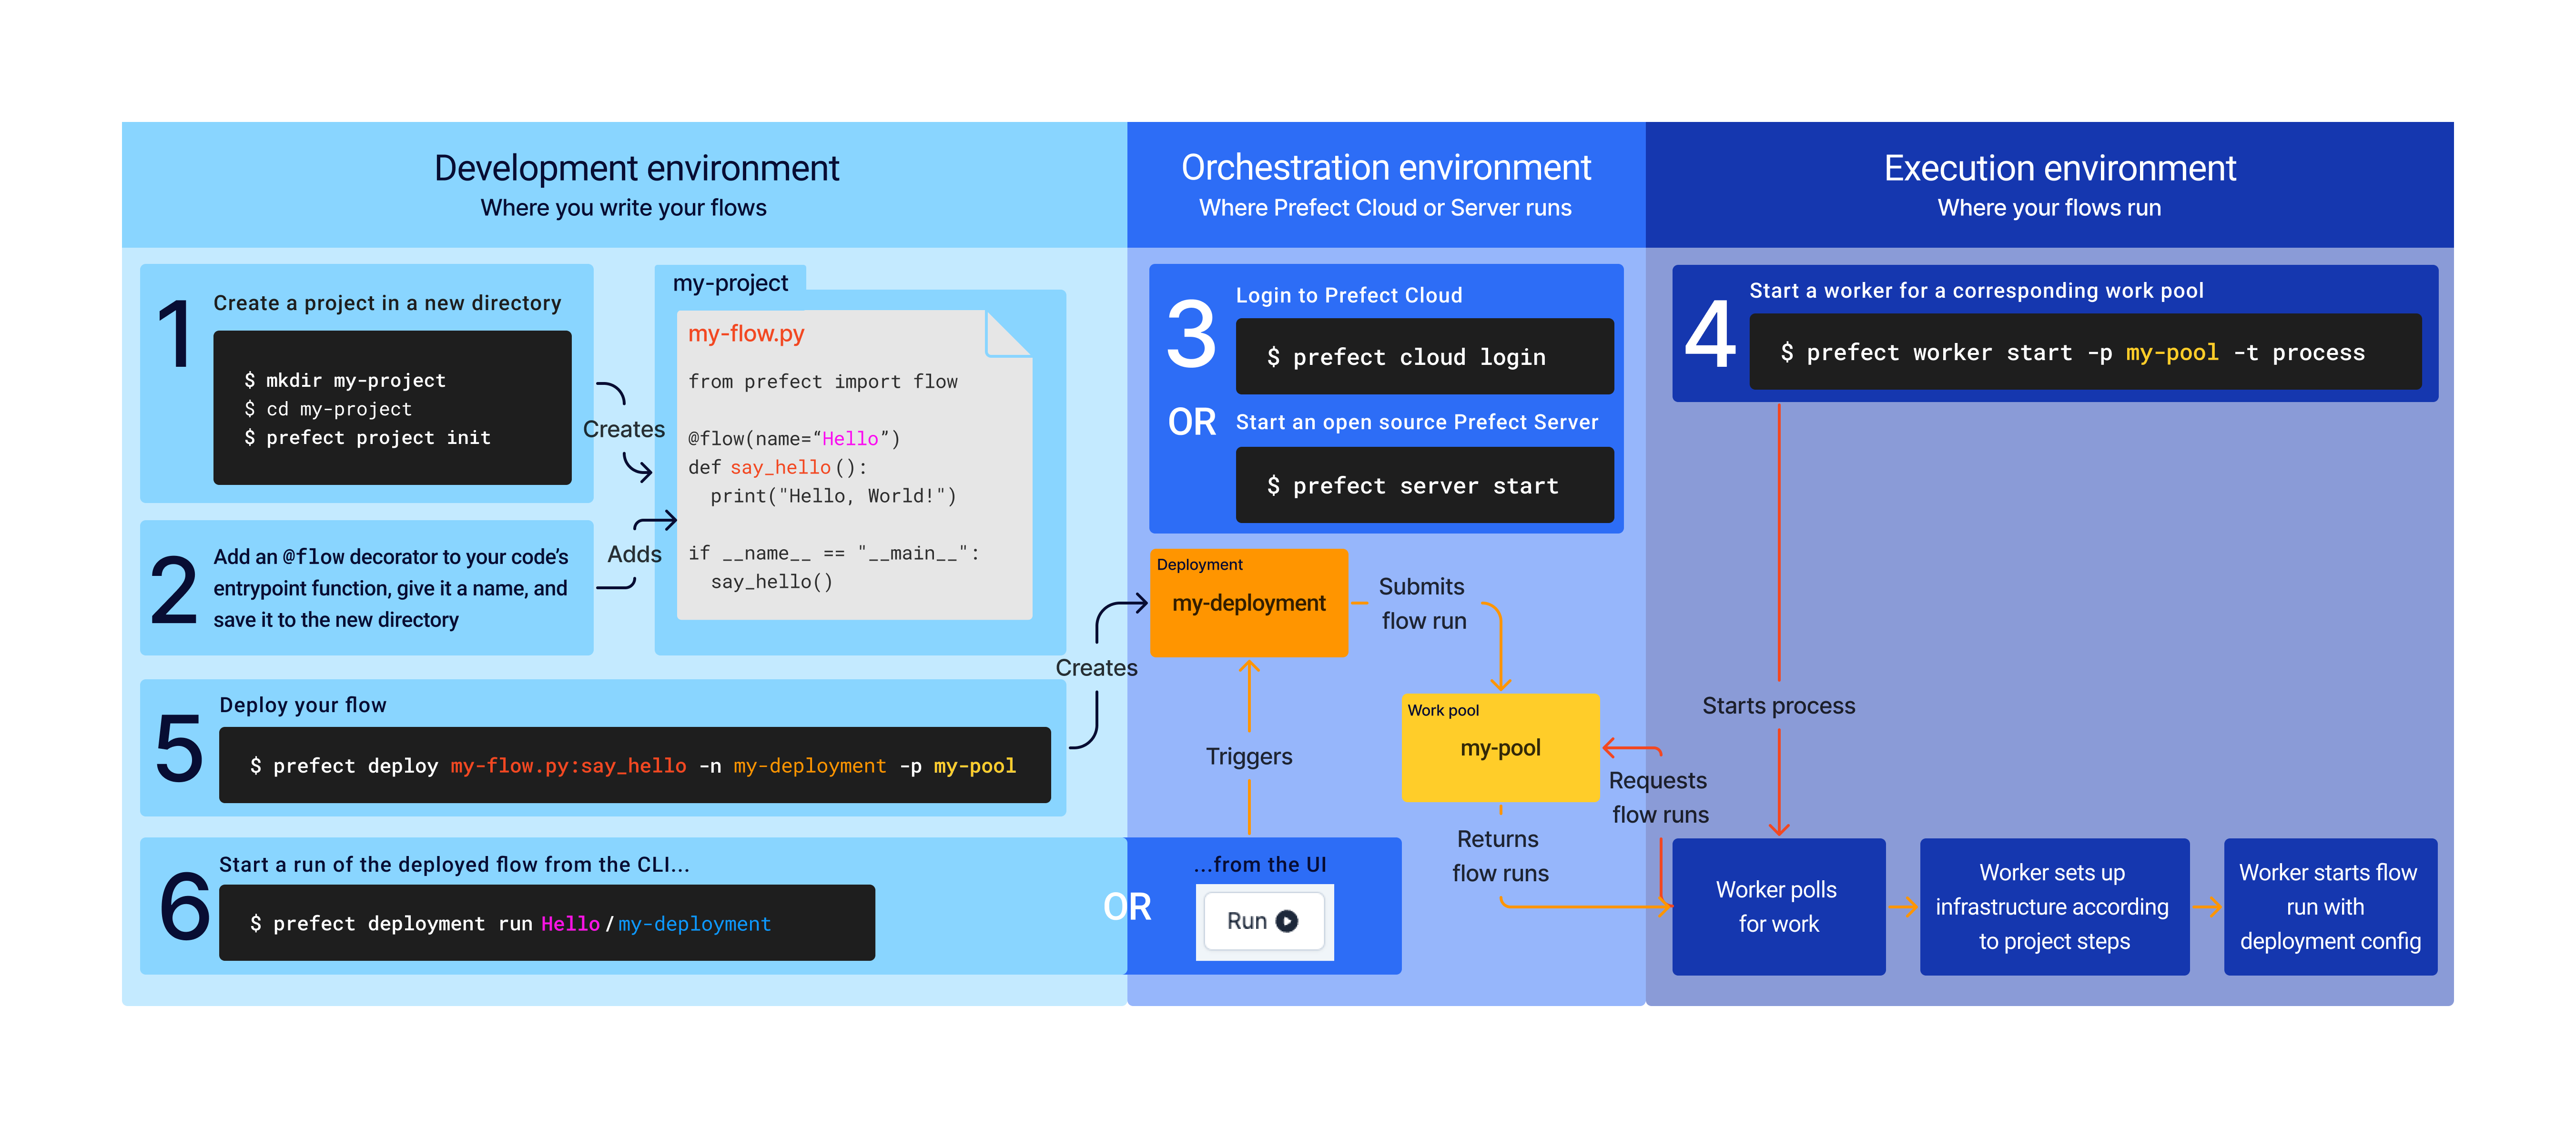 Development environment
Where you write your flows
Orchestration environment
Where Prefect Cloud or Server runs
Execution environment
Where your flows run
1
Create a project in a new directory
$ mkdir my-project
$ cd my-project
$ prefect project init
Creates
my-project
my-flow.py
from prefect import flow
@flow(name=“Hello”)
def say_hello():
print("Hello, World!")
if __name__ == "__main__":
say_hello()
2
Add an @flow decorator to your code’s
entrypoint function, give it a name, and
save it to the new directory
Adds
3
Login to Prefect Cloud
$ prefect cloud login
OR
Start an open source Prefect Server
$ prefect server start
4
Start a worker for a corresponding work pool
$ prefect worker start -p my-pool -t process
5
Deploy your flow
$ prefect deploy my-flow.py:say_hello -n my-deployment -p my-pool
Creates
Deployment
my-deployment
Submits
flow run
Work pool
my-pool
Triggers
Requests
flow runs
Returns
flow runs
Starts process
6
Start a run of the deployed flow from the CLI...
$ prefect deployment run Hello/my-deployment
OR
...from the UI
Run
Worker polls
for work
Worker sets up
infrastructure according
to project steps
Worker starts flow
run with
deployment config